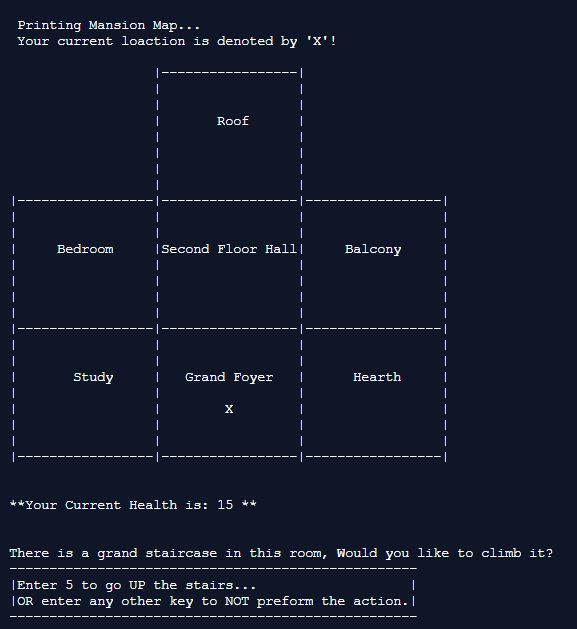 Printing Mansion Map...
Your current loaction is denoted by 'X'!
Roof
Bedroom Second Floor Hall Balcony
Study Grand Foyer Hearth
X
**Your Current Health is: 15 **
There is a grand staircase in this room, Would you like to climb it?
|Enter 5 to go UP the stairs... |
|OR enter any other key to NOT preform the action.|